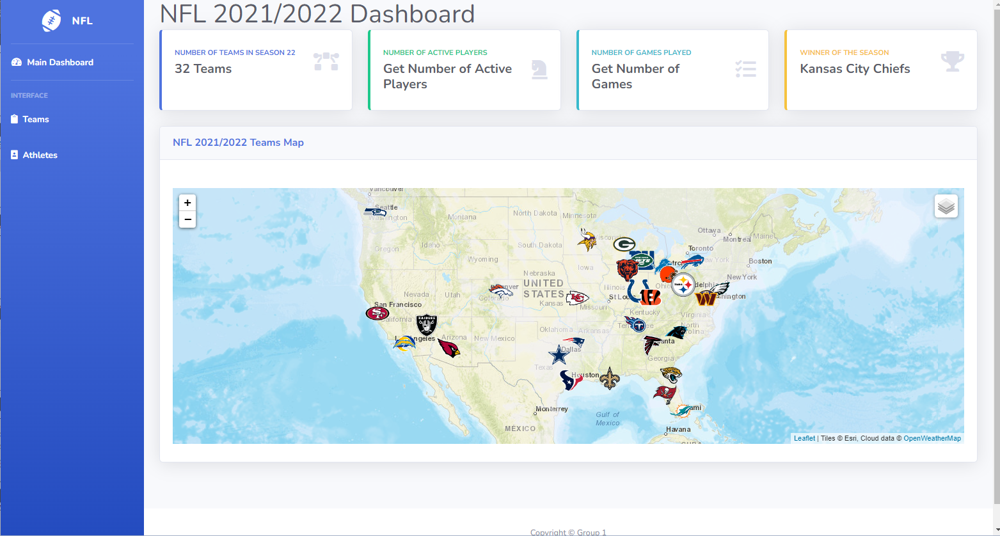 NFL 2021/2022 Dashboard
NFL
Main Dashboard
INTERFACE
Teams
Athletes
NUMBER OF TEAMS IN SEASON 22
32 Teams
NUMBER OF ACTIVE PLAYERS
Get Number of Active
Players
NUMBER OF GAMES PLAYED
Get Number of
Games
WINNER OF THE SEASON
Kansas City Chiefs
NFL 2021/2022 Teams Map
+
−
Vancouver
Seattle
Washington
Montana
North Dakota
Minnesota
Ottawa
Montreal
Maine
Oregon
Idaho
South Dakota
Toronto
Wyoming
Iowa
New York
Boston
Nebraska
New York
UNITED
STATES
Nevada
Utah
Colorado
Kansas
Missouri
Illinois
San Francisco
California
Kentucky
Virginia
RAIDERS
Arizona
New Mexico
Oklahoma
Arkansas
North
Dallas
Georgia
Texas
Houston
Monterrey
MÉXICO
Gulf of
Mexico
Havana
Leaflet | Tiles © Esri, Cloud data © OpenWeatherMap
Copyright © Group 1